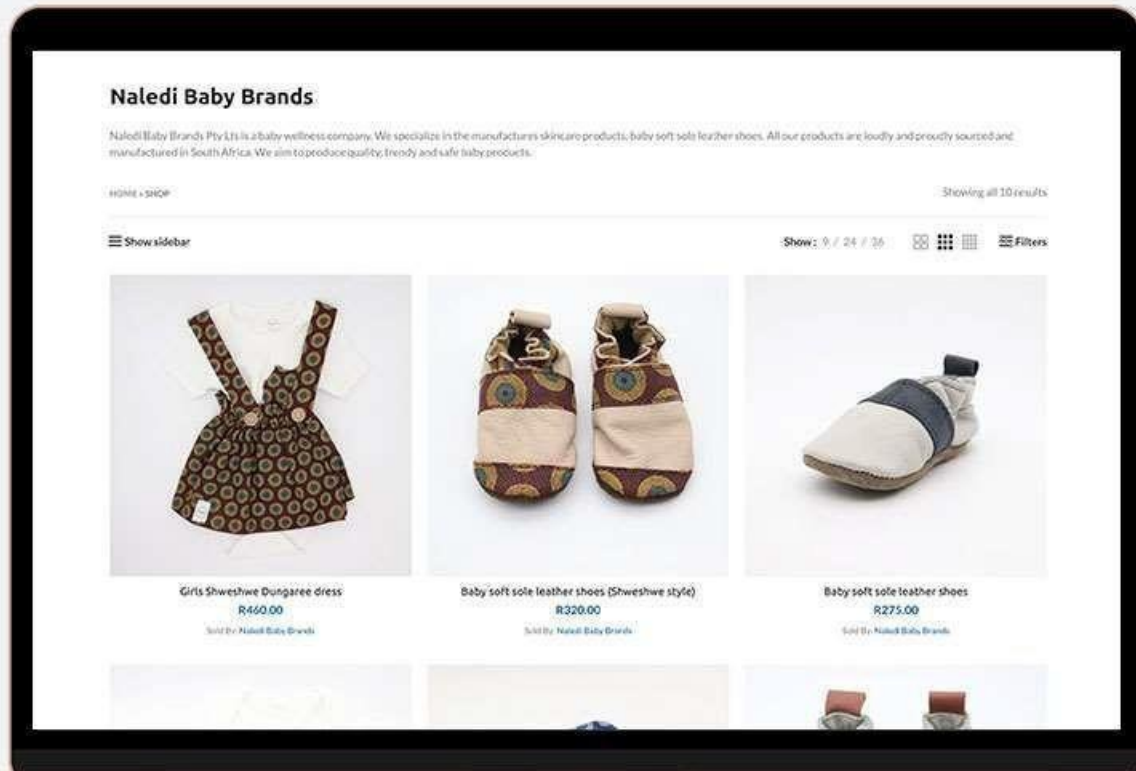 Naledi Baby Brands
Naledi Baby Brands Pty Lts is a baby wellness company. We specialize in the manufactures skincare products, baby soft sole leather shoes. All our products are loudly and proudly sourced and
manufactured in South Africa. We aim to produce quality, trendy and safe baby products.
HOME » SHOP
Showing all 10 results
Show sidebar
Show : 9 / 24 / 36
Filters
Girls Shweshwe Dungaree dress
Baby soft sole leather shoes (Shweshwe style)
Baby soft sole leather shoes
R460.00
R320.00
R275.00
Sold By: Naledi Baby Brands
Sold By: Naledi Baby Brands
Sold By: Naledi Baby Brands